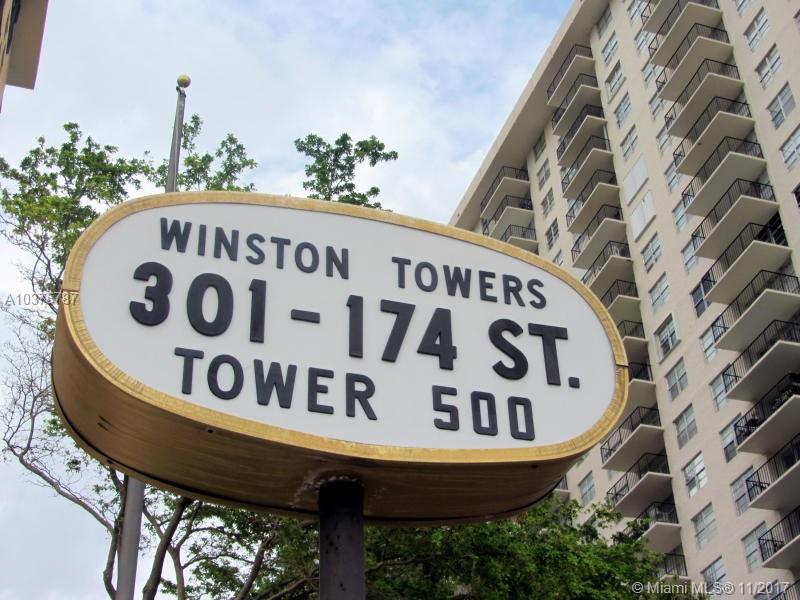 WINSTON TOWERS
301-174 ST.
TOWER 500
©Miami MLS® 11/2017